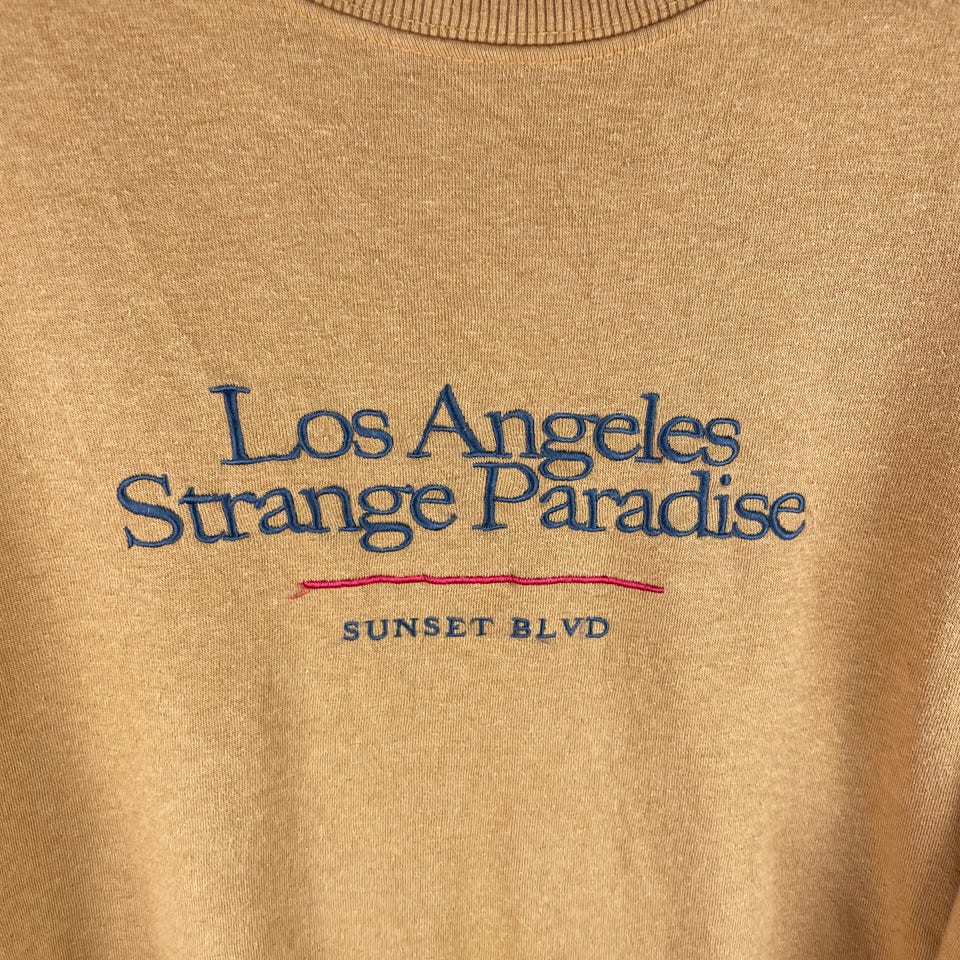 Los Angeles
Strange Paradise
SUNSET BLVD